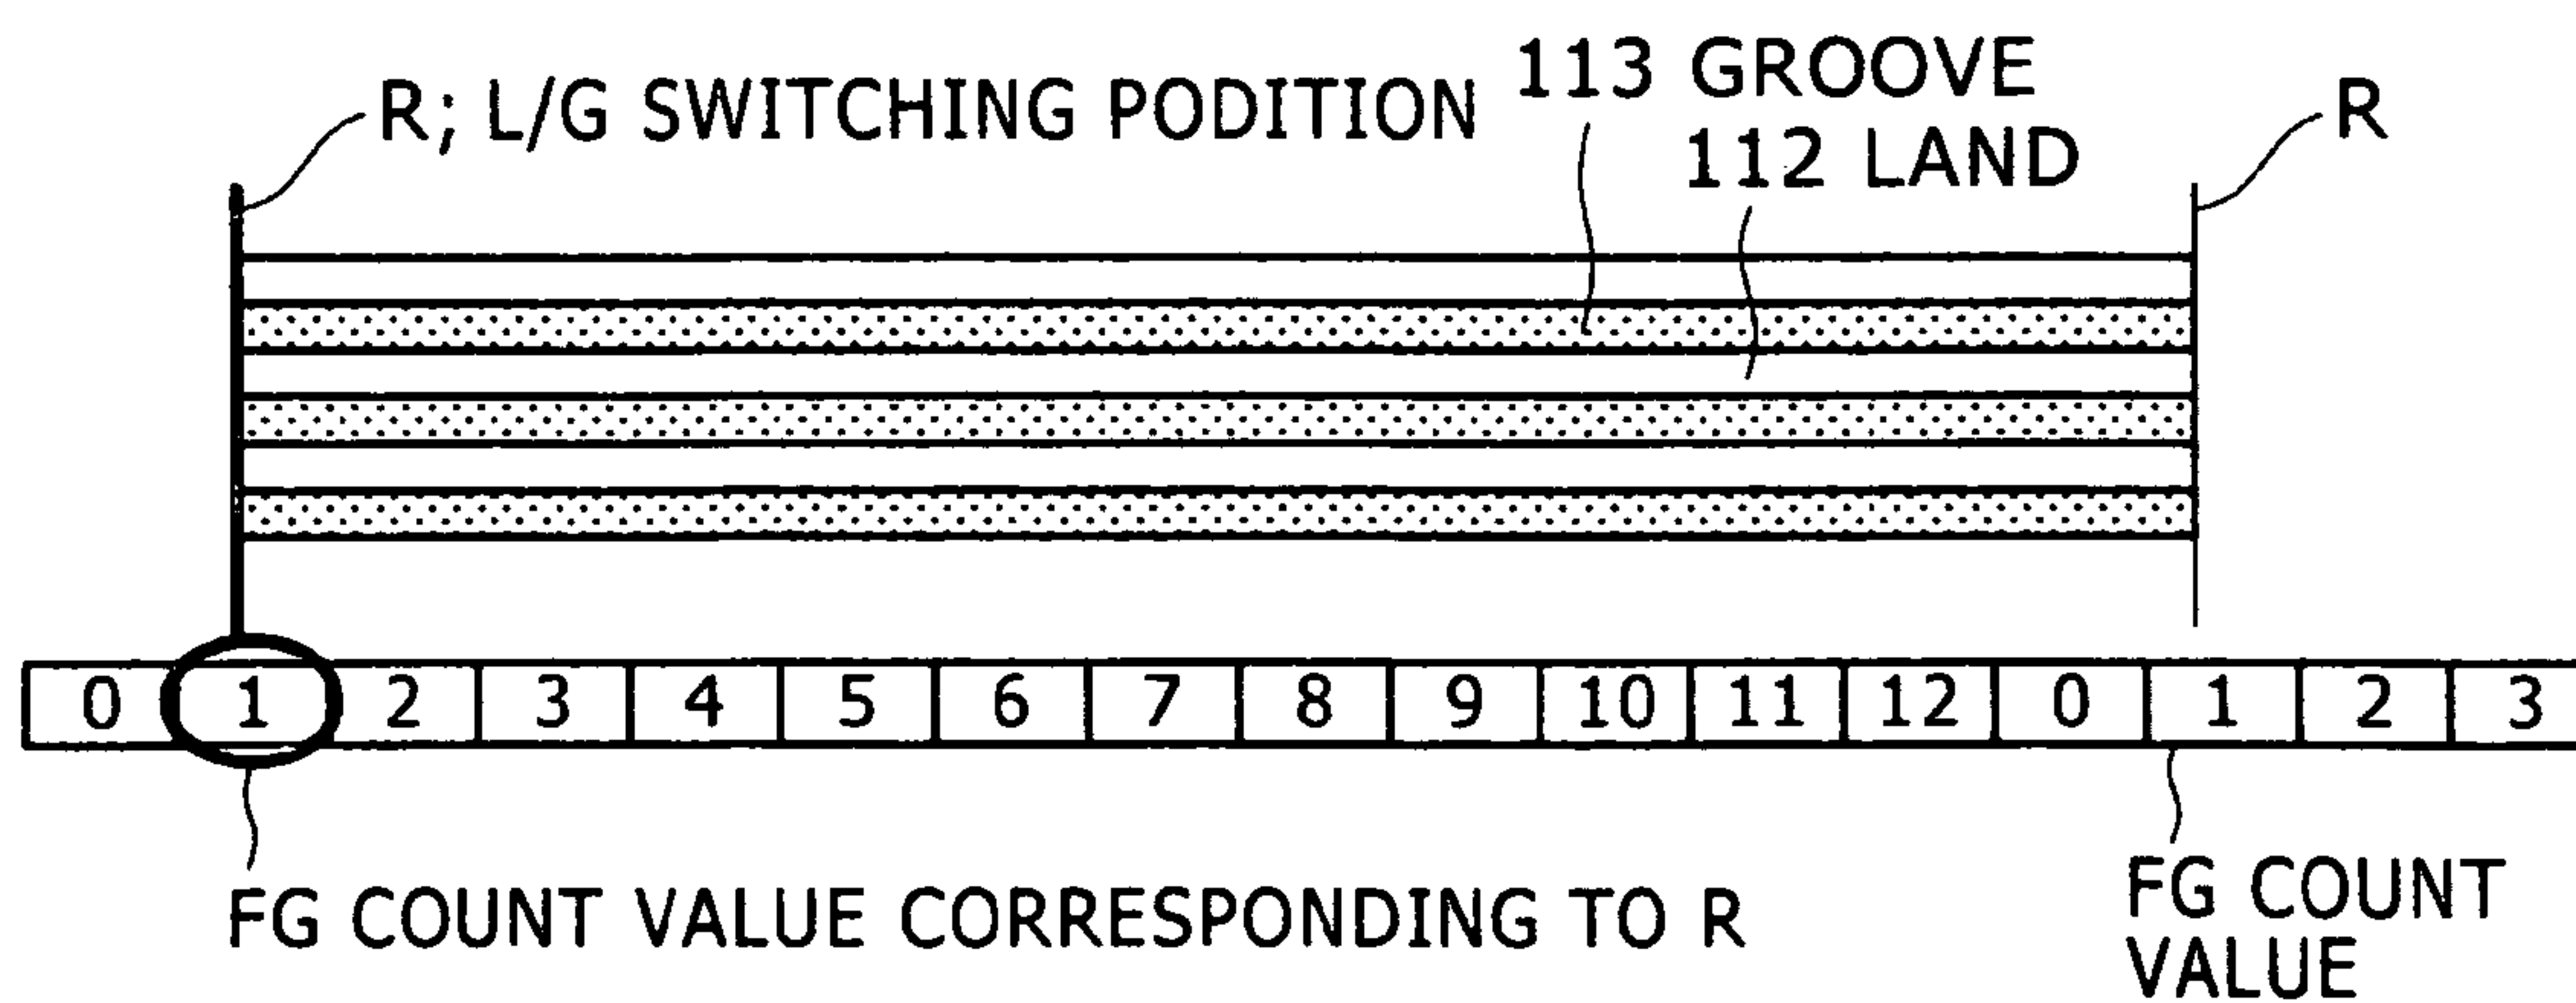 R; L/G SWITCHING PODITION
113 GROOVE
112 LAND
R
0 1 2 3 4 5 6 7 8 9 10 11 12 0 1 2 3
FG COUNT VALUE CORRESPONDING TO R
FG COUNT
VALUE